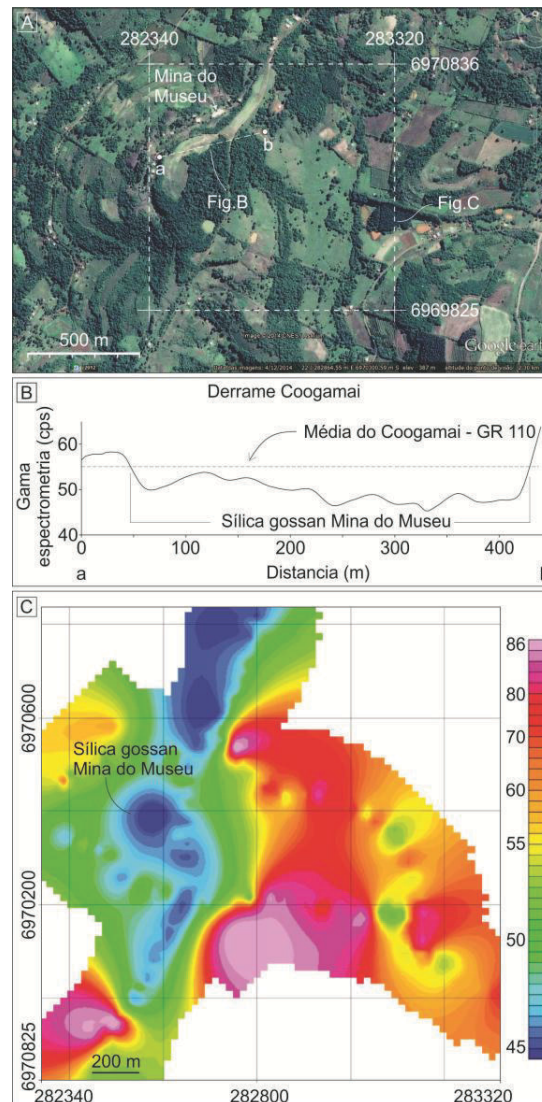 A
282340
283320
6970836
Mina do
Museu
a
b
Fig.B
Fig.C
6969825
500 m
Google earth
B
Derrame Coogamai
Gama
espectrometria (cps)
60
50
40
Média do Coogamai - GR 110
Sílica gossan Mina do Museu
0
100
200
300
400
a
Distancia (m)
C
6970600
6970200
6970825
Sílica gossan
Mina do Museu
200 m
282340
282800
283320
86
80
70
60
55
50
45